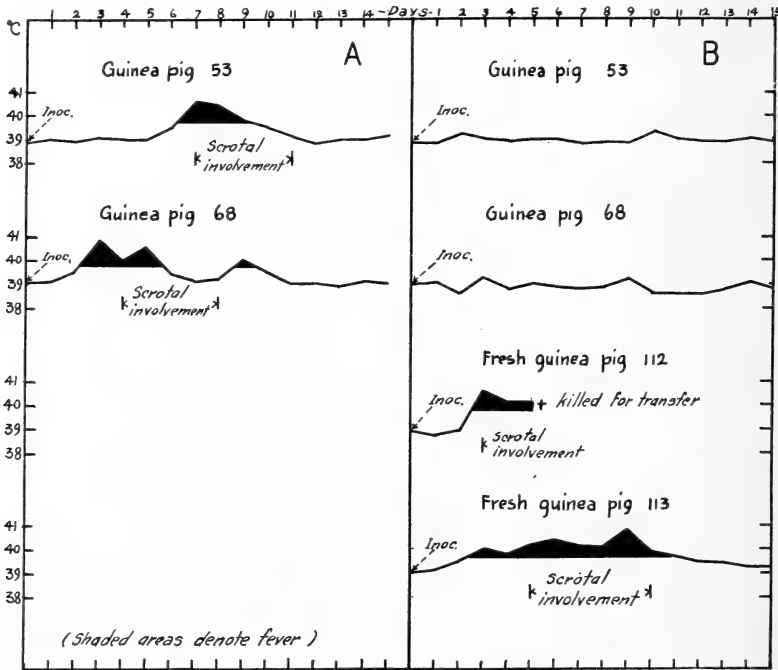 °C
1 2 3 4 5 6 7 8 9 10 11 12 13 14 -Days- 1 2 3 4 5 6 7 8 9 10 11 12 13 14 15
A
Guinea pig 53
41
40
39
38
Inoc.
Scrotal
involvement
Guinea pig 68
41
40
39
38
Inoc.
Scrotal
involvement
41
40
39
38
41
40
39
38
(Shaded areas denote fever)
B
Guinea pig 53
Inoc.
Guinea pig 68
Inoc.
Fresh guinea pig 112
Inoc.
+ killed for transfer
Scrotal
involvement
Fresh guinea pig 113
Inoc.
Scrotal
involvement